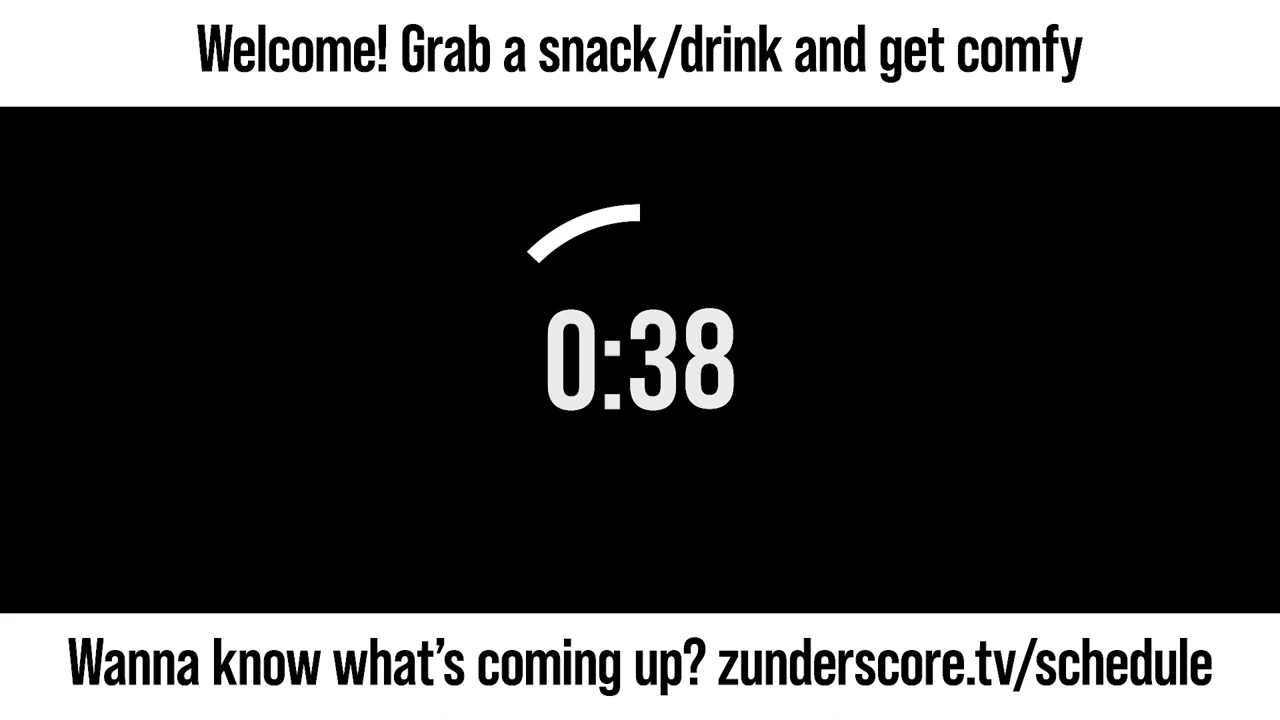 Welcome! Grab a snack/drink and get comfy
0:38
Wanna know what's coming up? zunderscore.tv/schedule